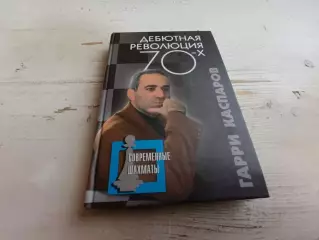 ДЕБЮТНАЯ
РЕВОЛЮЦИЯ
70-х
ГАРРИ КАСПАРОВ
СОВРЕМЕННЫЕ
ШАХМАТЫ